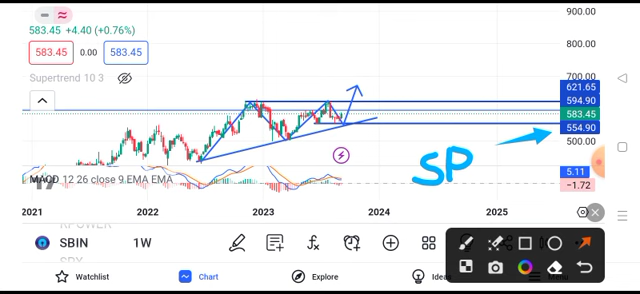 900.00
583.45 +4.40 (+0.76%)
800.00
583.45 0.00 583.45
Supertrend 10 3
700.00
621.65
594.90
583.45
554.90
500.00
SP
MACD 12 26 close 9 EMA EMA
5.11
−1.72
2021 2022 2023 2024 2025
SBIN 1W
Watchlist Chart Explore Ideas Menu